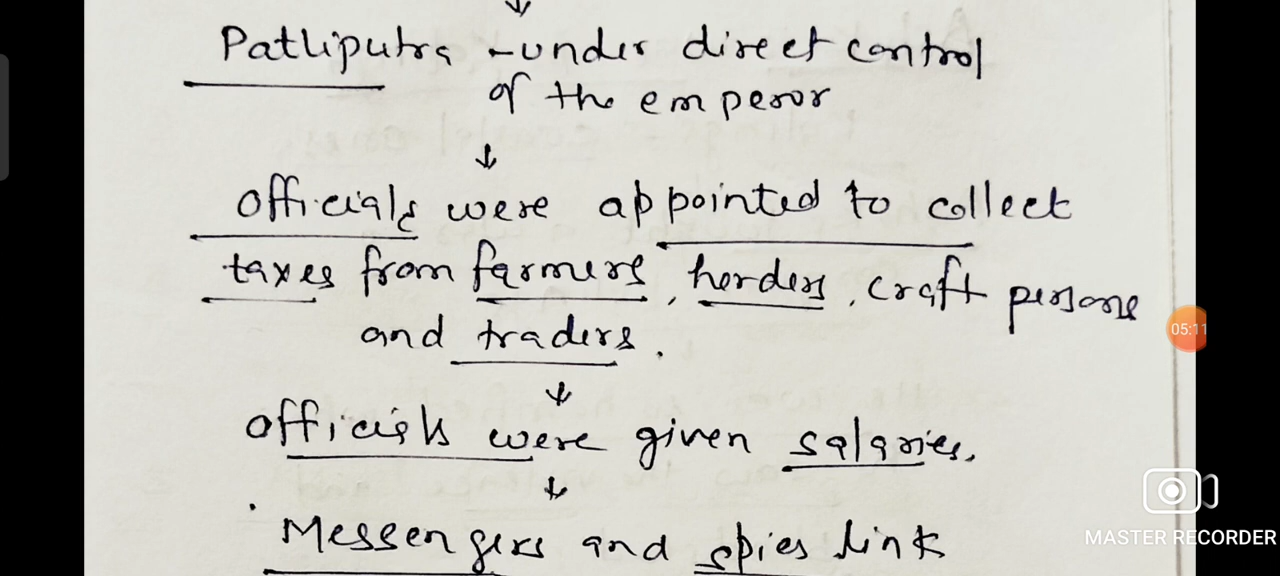 ↓
Patliputra - under direct control
of the emperor
↓
officials were appointed to collect
taxes from farmers, herders, craft persons
and traders.
↓
officials were given salaries.
↓
Messengers and spies link
05:11
MASTER RECORDER